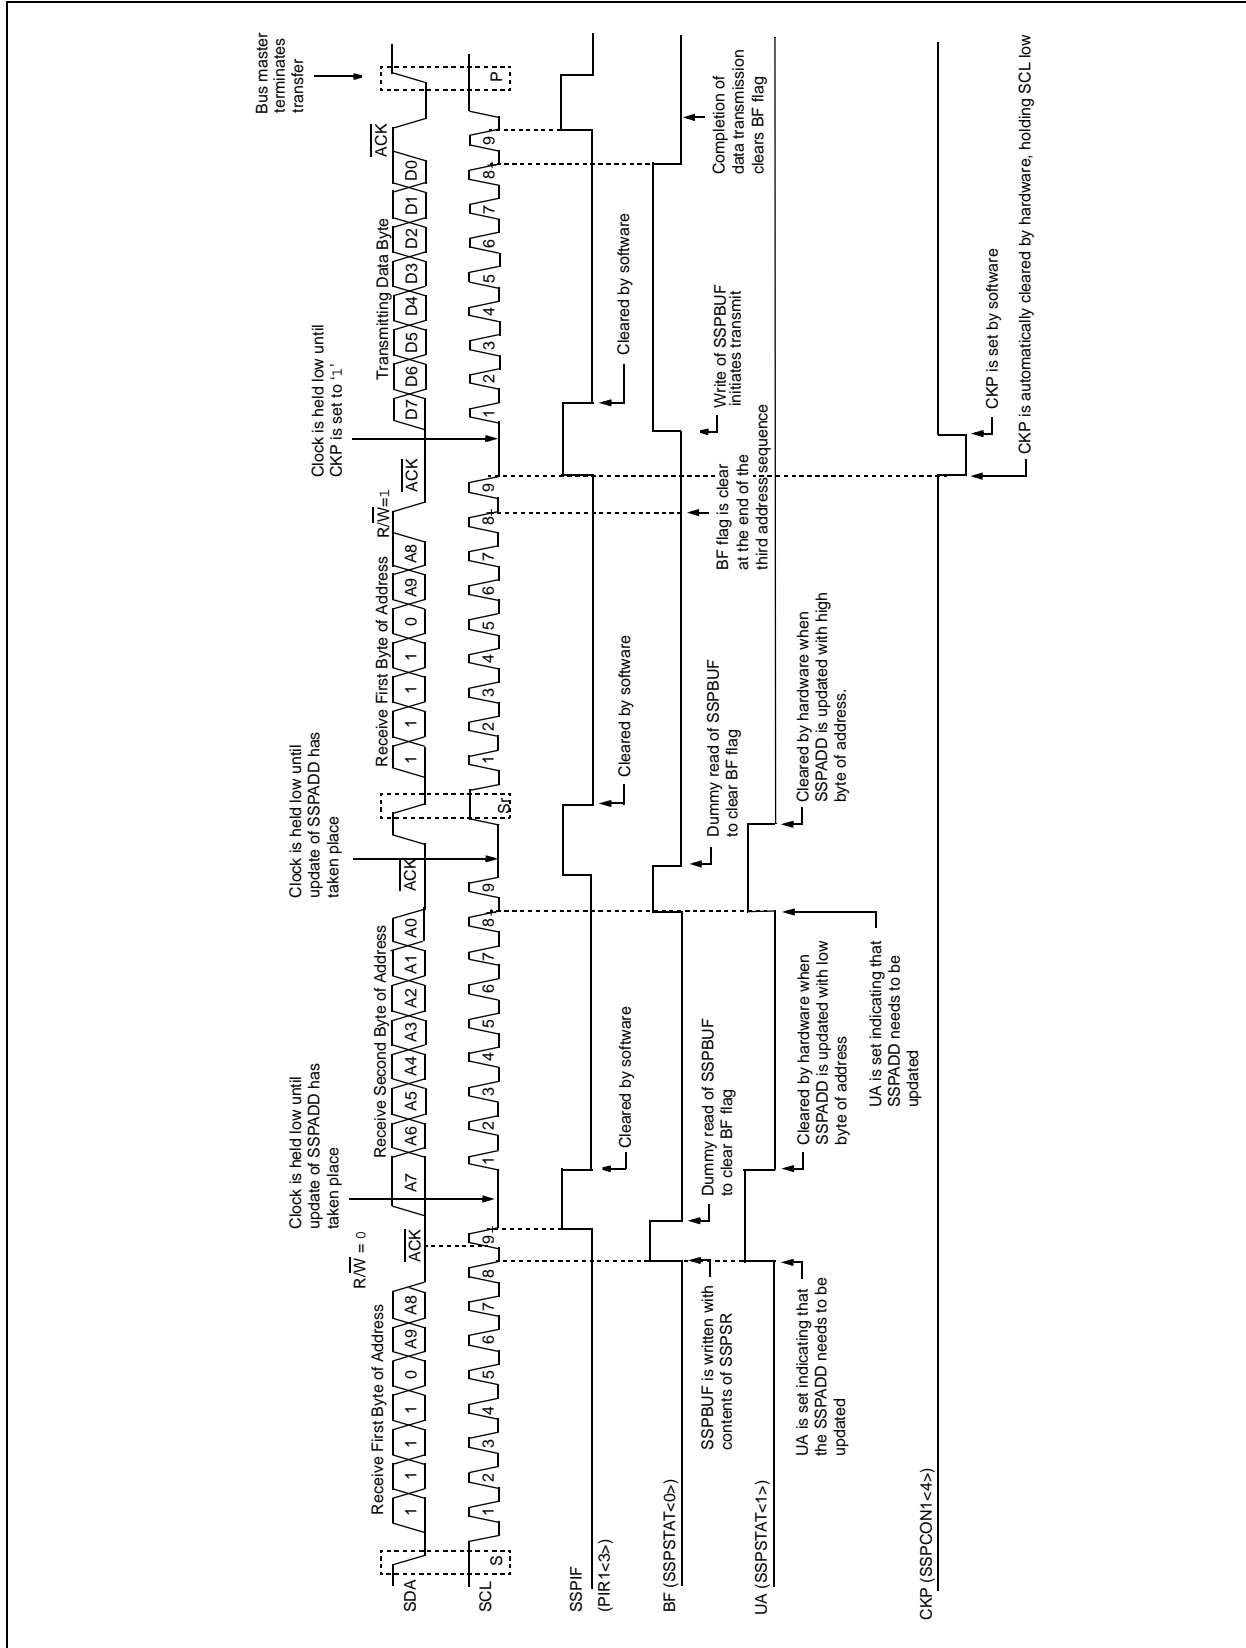 Bus master
terminates
transfer
Clock is held low until
update of SSPADD has
taken place
Clock is held low until
update of SSPADD has
taken place
Clock is held low until
CKP is set to ‘1’
R/W = 0
R/W=1
Receive First Byte of Address
ACK
Receive Second Byte of Address
ACK
Receive First Byte of Address
ACK
Transmitting Data Byte
ACK
SDA
1 1 1 1 0 A9 A8
A7 A6 A5 A4 A3 A2 A1 A0
1 1 1 1 0 A9 A8
D7 D6 D5 D4 D3 D2 D1 D0
SCL
S
1 2 3 4 5 6 7 8 9
1 2 3 4 5 6 7 8 9
Sr
1 2 3 4 5 6 7 8 9
1 2 3 4 5 6 7 8 9
P
SSPIF
(PIR1<3>)
Cleared by software
Cleared by software
Cleared by software
BF (SSPSTAT<0>)
SSPBUF is written with
contents of SSPSR
Dummy read of SSPBUF
to clear BF flag
Dummy read of SSPBUF
to clear BF flag
BF flag is clear
at the end of the
third address sequence
Write of SSPBUF
initiates transmit
Completion of
data transmission
clears BF flag
UA (SSPSTAT<1>)
UA is set indicating that
the SSPADD needs to be
updated
Cleared by hardware when
SSPADD is updated with low
byte of address
UA is set indicating that
SSPADD needs to be
updated
Cleared by hardware when
SSPADD is updated with high
byte of address.
CKP (SSPCON1<4>)
CKP is set by software
CKP is automatically cleared by hardware, holding SCL low